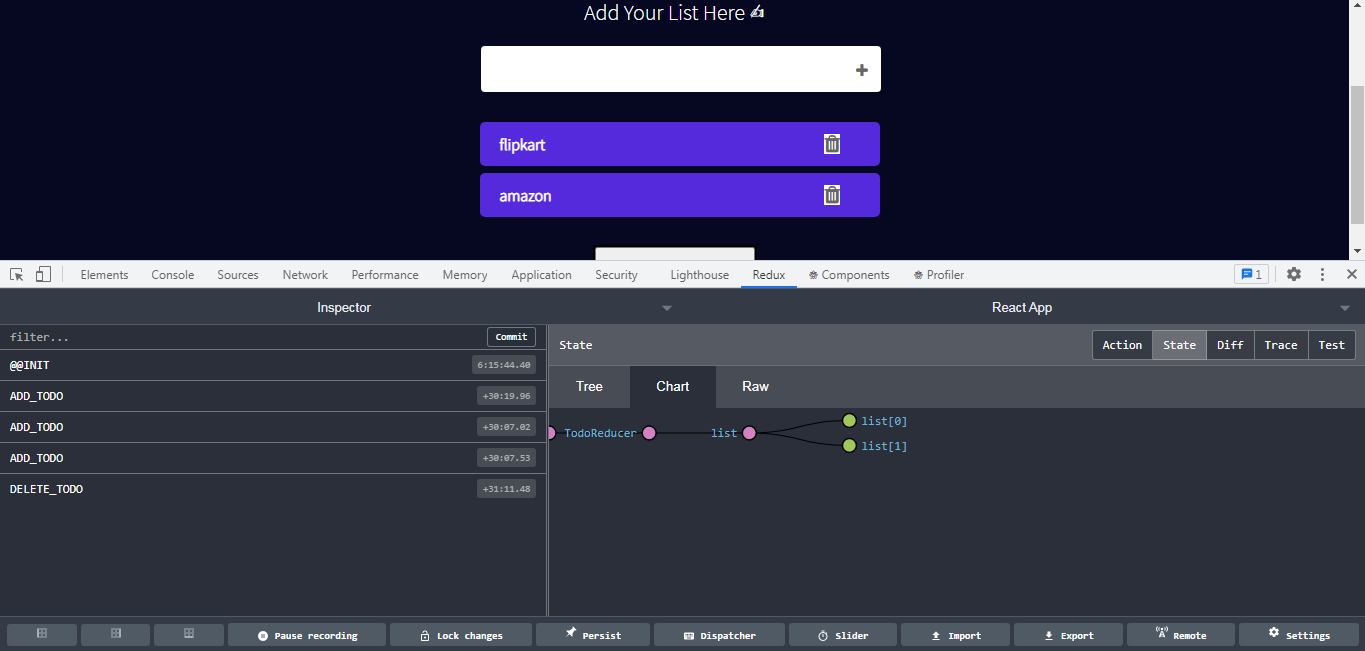 Add Your List Here ✍
+
flipkart
amazon
Elements Console Sources Network Performance Memory Application Security Lighthouse Redux Components Profiler 1
Inspector React App
filter... Commit
State Action State Diff Trace Test
@@INIT 6:15:44.40
ADD_TODO +30:19.96
ADD_TODO +30:07.02
ADD_TODO +30:07.53
DELETE_TODO +31:11.48
Tree Chart Raw
TodoReducer list list[0]
list[1]
Pause recording Lock changes Persist Dispatcher Slider Import Export Remote Settings